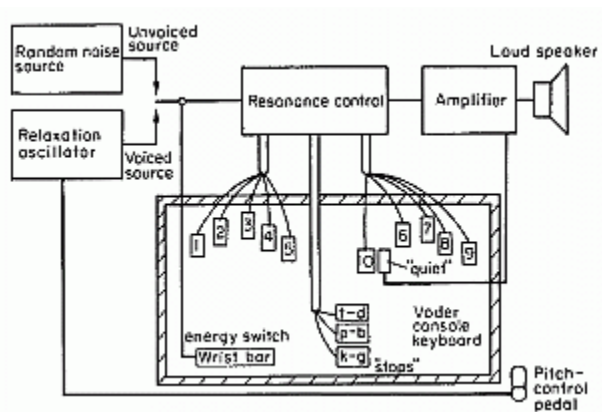 Unvoiced
source
Random noise
source
Relaxation
oscillator
Voiced
source
Resonance control
Amplifier
Loud speaker
1
2
3
4
5
10
6
7
8
9
"quiet"
t-d
p-b
k-g
"stops"
Voder
console
keyboard
energy switch
Wrist bar
Pitch-
control
pedal